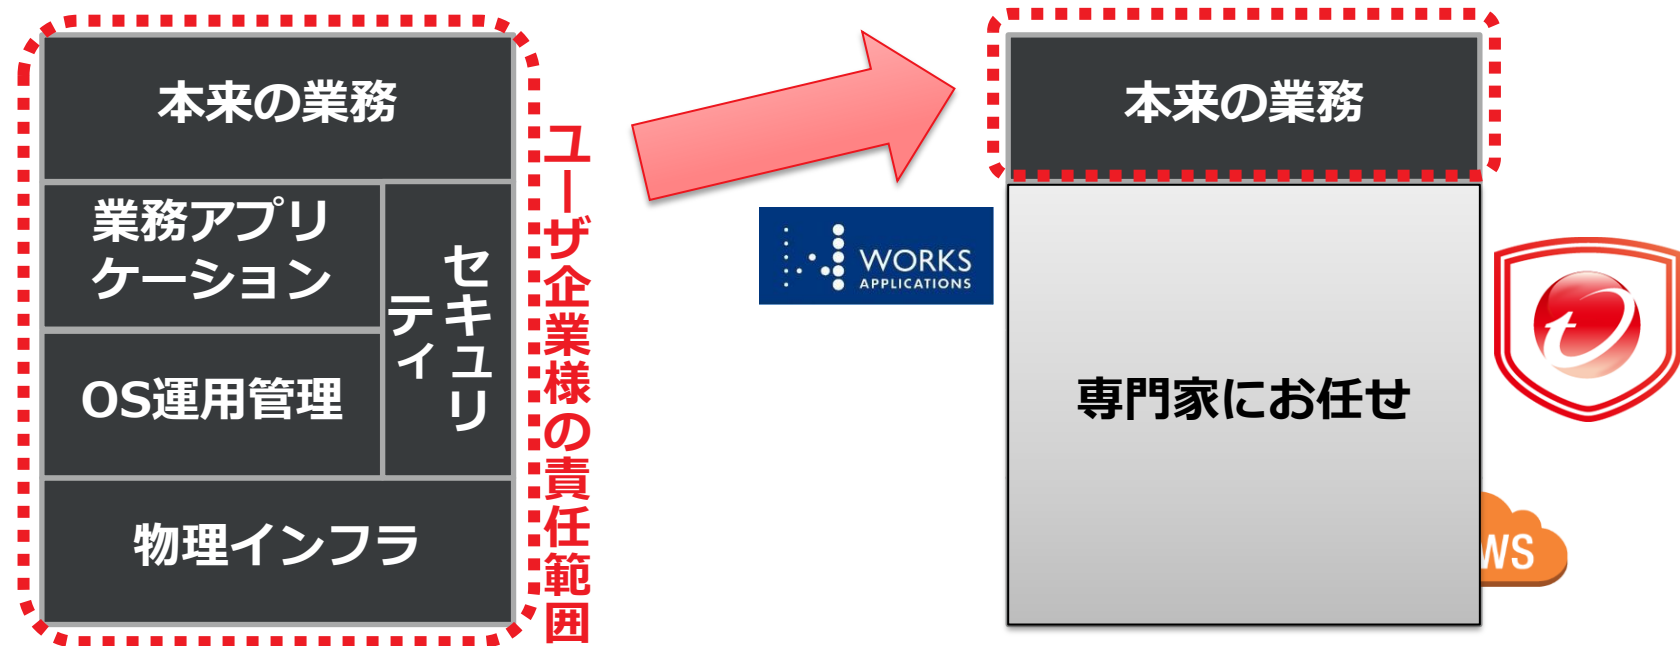 本来の業務
業務アプリ
ケーション
セキュリ
ティ
OS運用管理
物理インフラ
ユーザ企業様の責任範囲
WORKS
APPLICATIONS
本来の業務
専門家にお任せ
WS